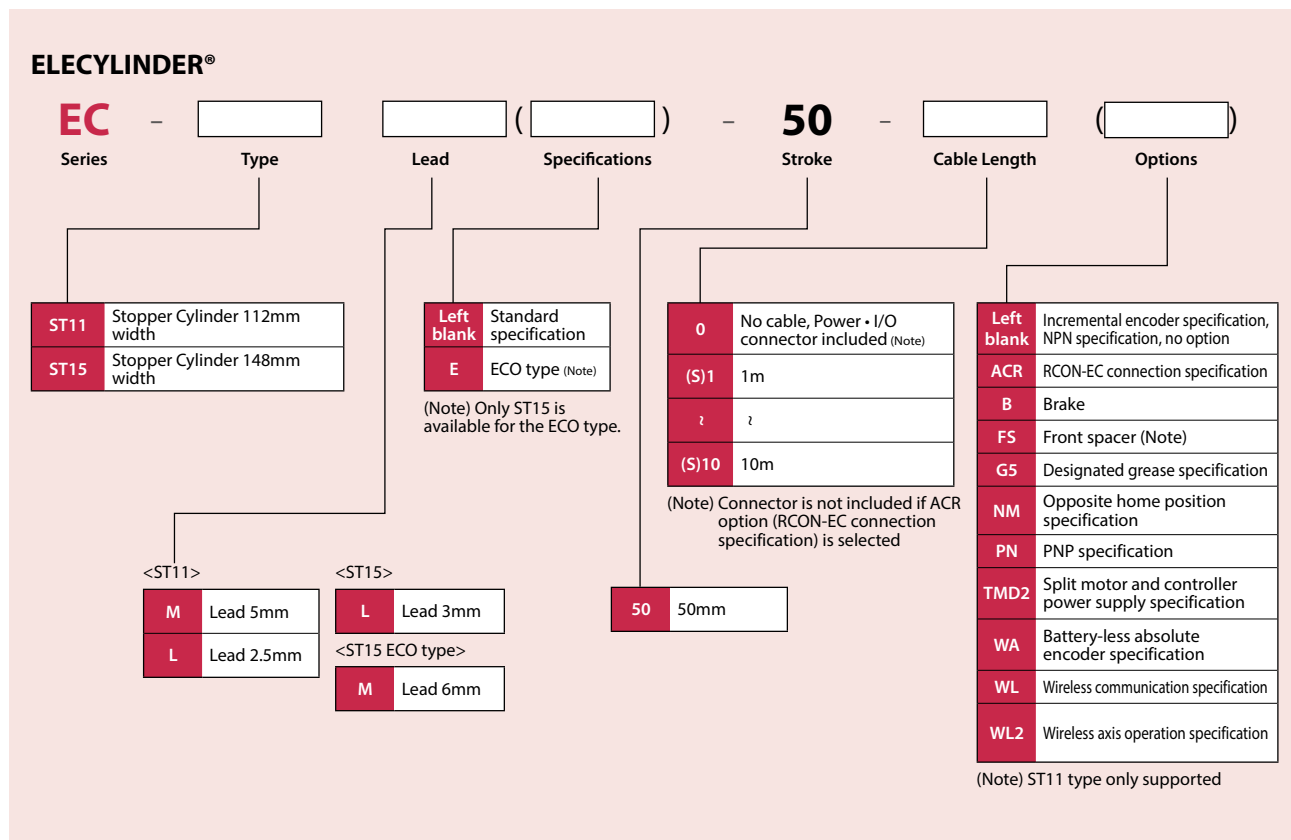 ELECYLINDER®
EC – ( ) – 50 – ( )
Series Type Lead Specifications Stroke Cable Length Options
ST11 Stopper Cylinder 112mm
width
ST15 Stopper Cylinder 148mm
width
Left
blank
Standard
specification
E ECO type (Note)
(Note) Only ST15 is
available for the ECO type.
0 No cable, Power • I/O
connector included (Note)
(S)1 1m
~ ~
(S)10 10m
(Note) Connector is not included if ACR
option (RCON-EC connection
specification) is selected
Left
blank
Incremental encoder specification,
NPN specification, no option
ACR RCON-EC connection specification
B Brake
FS Front spacer (Note)
G5 Designated grease specification
NM Opposite home position
specification
PN PNP specification
TMD2 Split motor and controller
power supply specification
WA Battery-less absolute
encoder specification
WL Wireless communication specification
WL2 Wireless axis operation specification
(Note) ST11 type only supported
<ST11>
M Lead 5mm
L Lead 2.5mm
<ST15>
L Lead 3mm
<ST15 ECO type>
M Lead 6mm
50 50mm